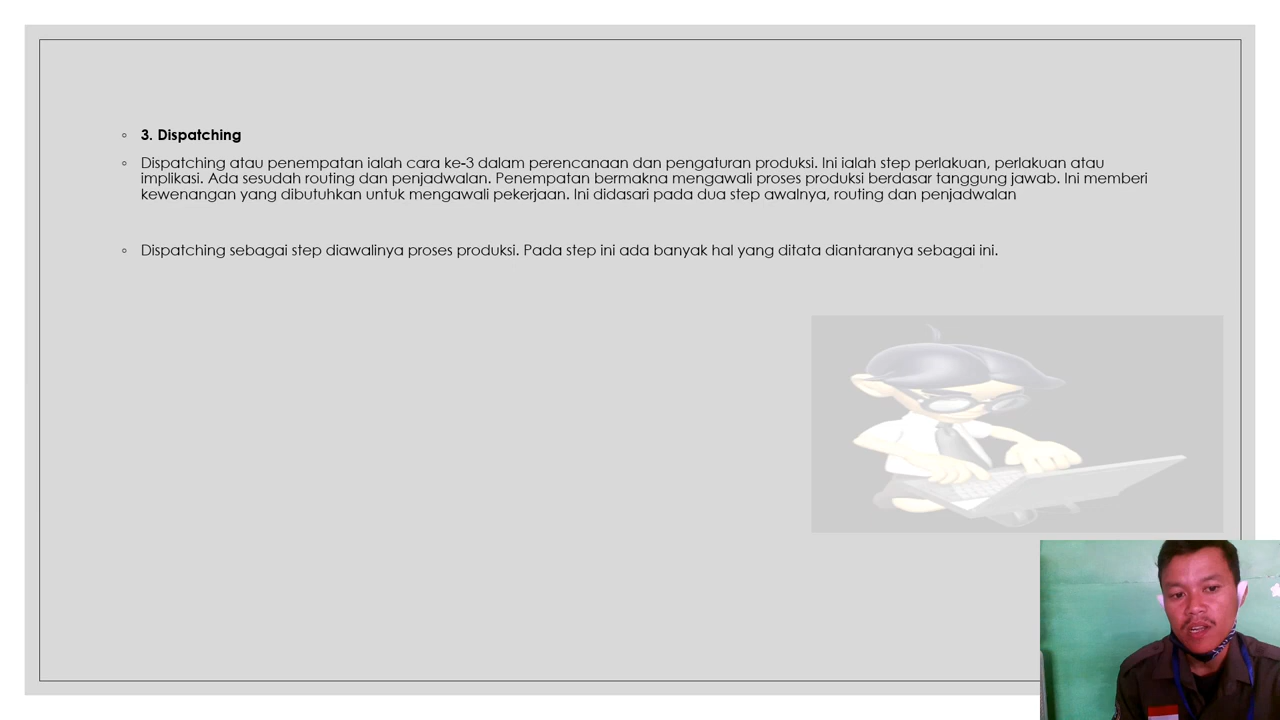 3. Dispatching
Dispatching atau penempatan ialah cara ke-3 dalam perencanaan dan pengaturan produksi. Ini ialah step perlakuan, perlakuan atau
implikasi. Ada sesudah routing dan penjadwalan. Penempatan bermakna mengawali proses produksi berdasar tanggung jawab. Ini memberi
kewenangan yang dibutuhkan untuk mengawali pekerjaan. Ini didasari pada dua step awalnya, routing dan penjadwalan
Dispatching sebagai step diawalinya proses produksi. Pada step ini ada banyak hal yang ditata diantaranya sebagai ini.